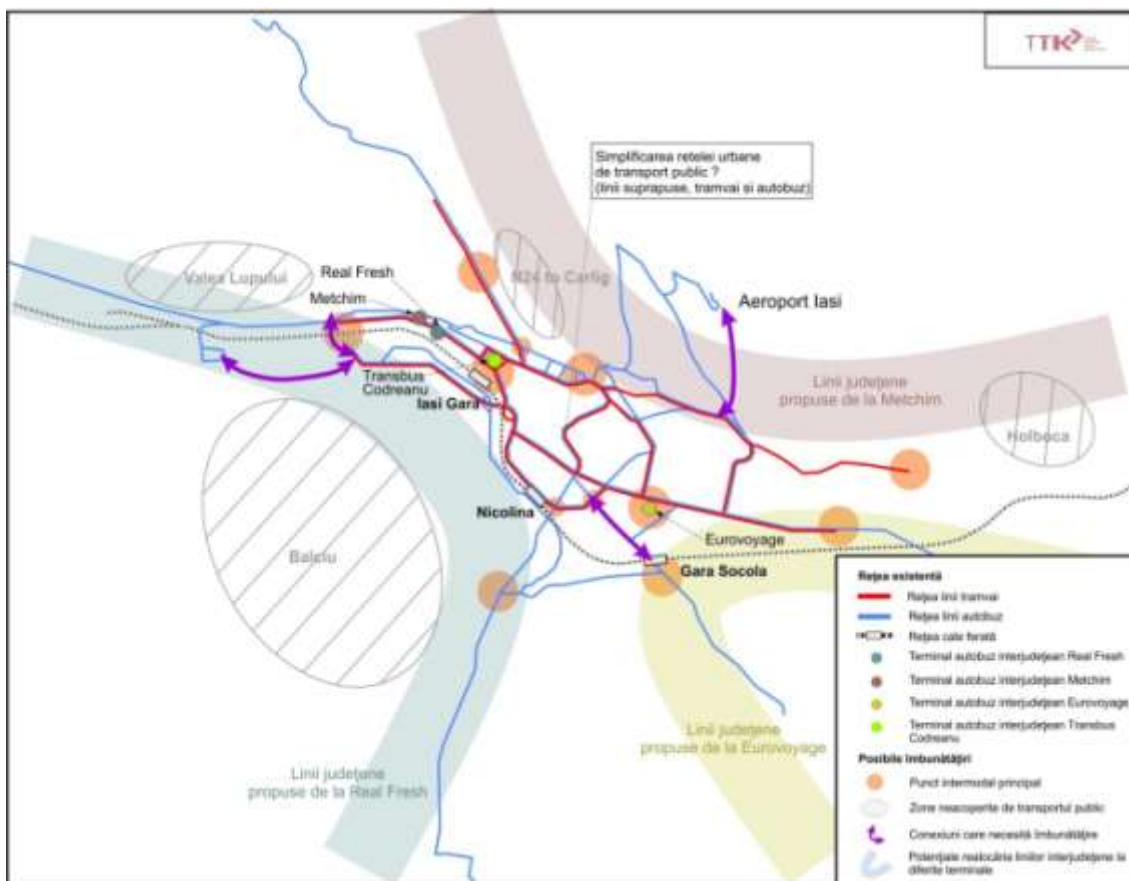 TTK
Simplificarea retelei urbane
de transport public ?
(linii suprapuse, tramvai si autobuz)
Valea Lupului
Real Fresh
Metchim
N24 to Carlig
Aeroport Iasi
Transbus
Codreanu
Iasi Gara
Linii județene
propuse de la Metchim
Holboca
Nicolina
Eurovoyage
Gara Socola
Balciu
Linii județene
propuse de la Eurovoyage
Linii județene
propuse de la Real Fresh
Rețea existentă
Rețea linii tramvai
Rețea linii autobuz
Rețea cale ferată
Terminal autobuz interjudețean Real Fresh
Terminal autobuz interjudețean Metchim
Terminal autobuz interjudețean Eurovoyage
Terminal autobuz interjudețean Transbus
Codreanu
Posibile îmbunătățiri
Punct intermodal principal
Zone neacoperite de transportul public
Conexiuni care necesită îmbunătățire
Potențiale realocări liniilor interjudețene la
diferite terminale